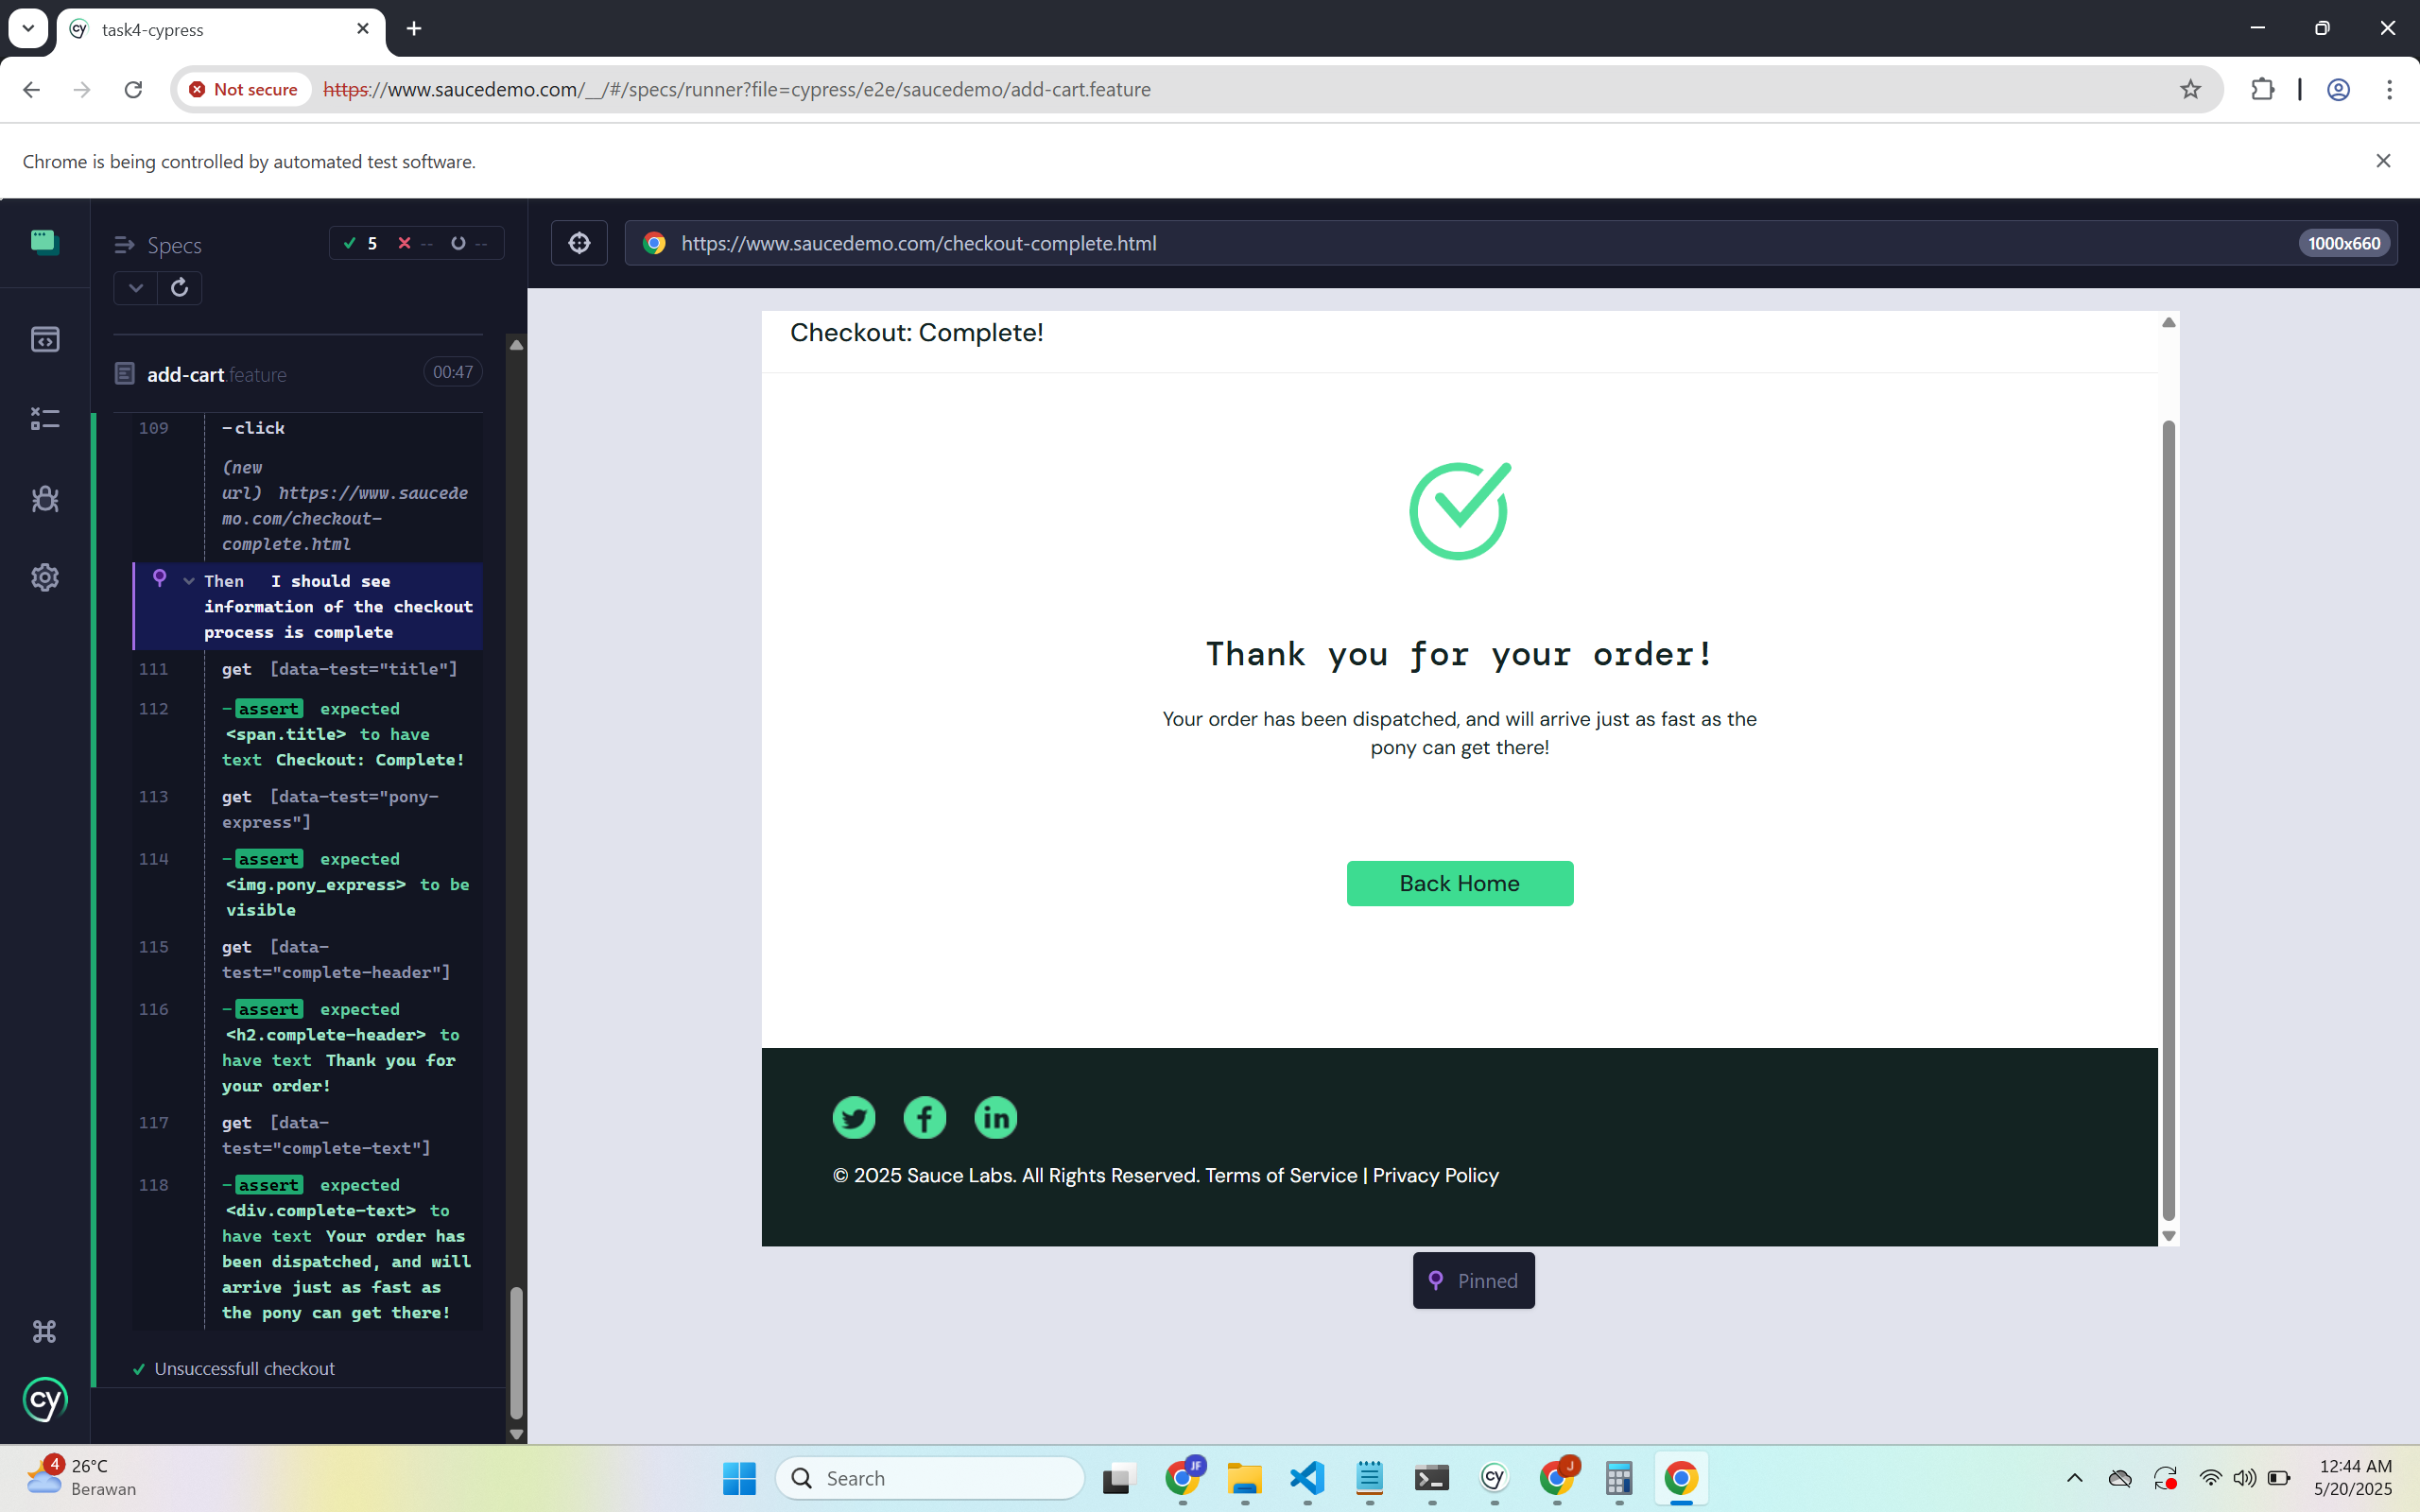 task4-cypress
Not secure
https://www.saucedemo.com/__/#/specs/runner?file=cypress/e2e/saucedemo/add-cart.feature
Chrome is being controlled by automated test software.
Specs
5 -- --
https://www.saucedemo.com/checkout-complete.html
1000x660
add-cart.feature
00:47
109 -click
(new
url) https://www.saucede
mo.com/checkout-
complete.html
Then I should see
information of the checkout
process is complete
111 get [data-test="title"]
112 -assert expected
<span.title> to have
text Checkout: Complete!
113 get [data-test="pony-
express"]
114 -assert expected
<img.pony_express> to be
visible
115 get [data-
test="complete-header"]
116 -assert expected
<h2.complete-header> to
have text Thank you for
your order!
117 get [data-
test="complete-text"]
118 -assert expected
<div.complete-text> to
have text Your order has
been dispatched, and will
arrive just as fast as
the pony can get there!
Unsuccessfull checkout
cy
Checkout: Complete!
Thank you for your order!
Your order has been dispatched, and will arrive just as fast as the
pony can get there!
Back Home
© 2025 Sauce Labs. All Rights Reserved. Terms of Service | Privacy Policy
Pinned
4
26°C
Berawan
Search
JF
cy
J
12:44 AM
5/20/2025